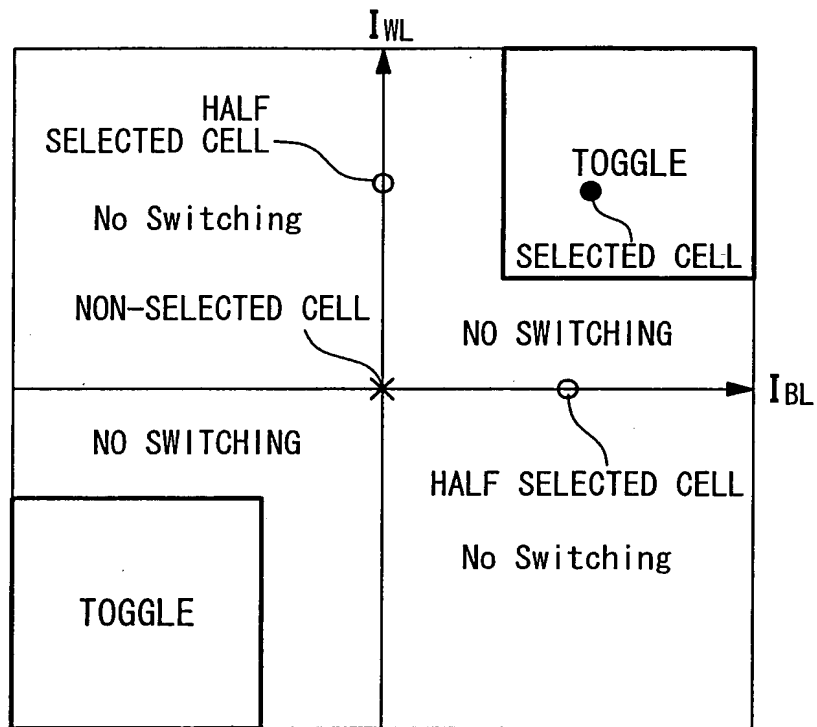 IWL
HALF
SELECTED CELL
TOGGLE
No Switching
SELECTED CELL
NON-SELECTED CELL
NO SWITCHING
IBL
NO SWITCHING
HALF SELECTED CELL
No Switching
TOGGLE